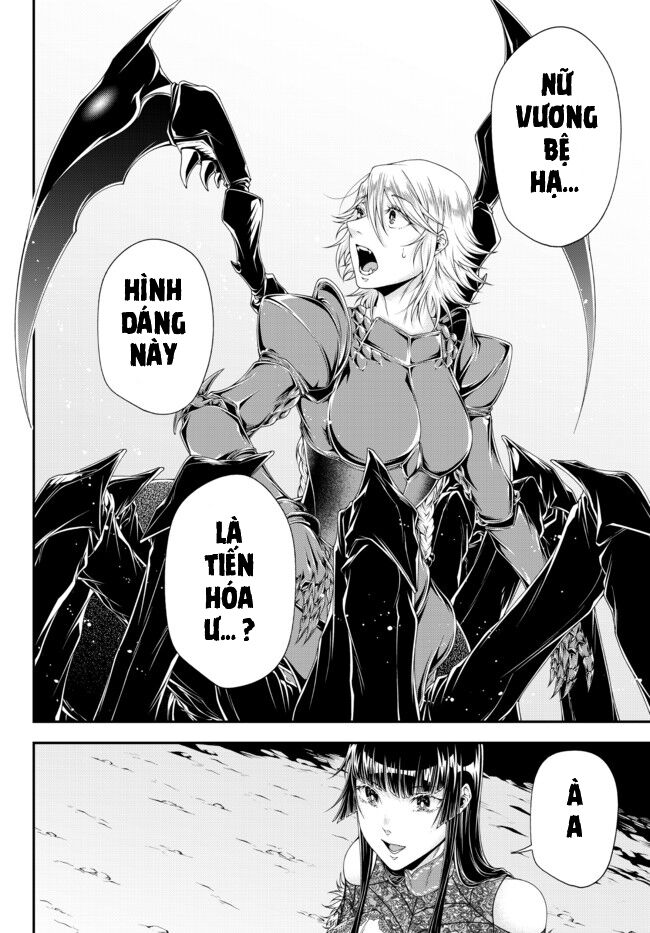 NỮ
VƯƠNG
BỆ
HẠ...
HÌNH
DÁNG
NÀY
LÀ
TIẾN
HÓA
Ư...?
À
A